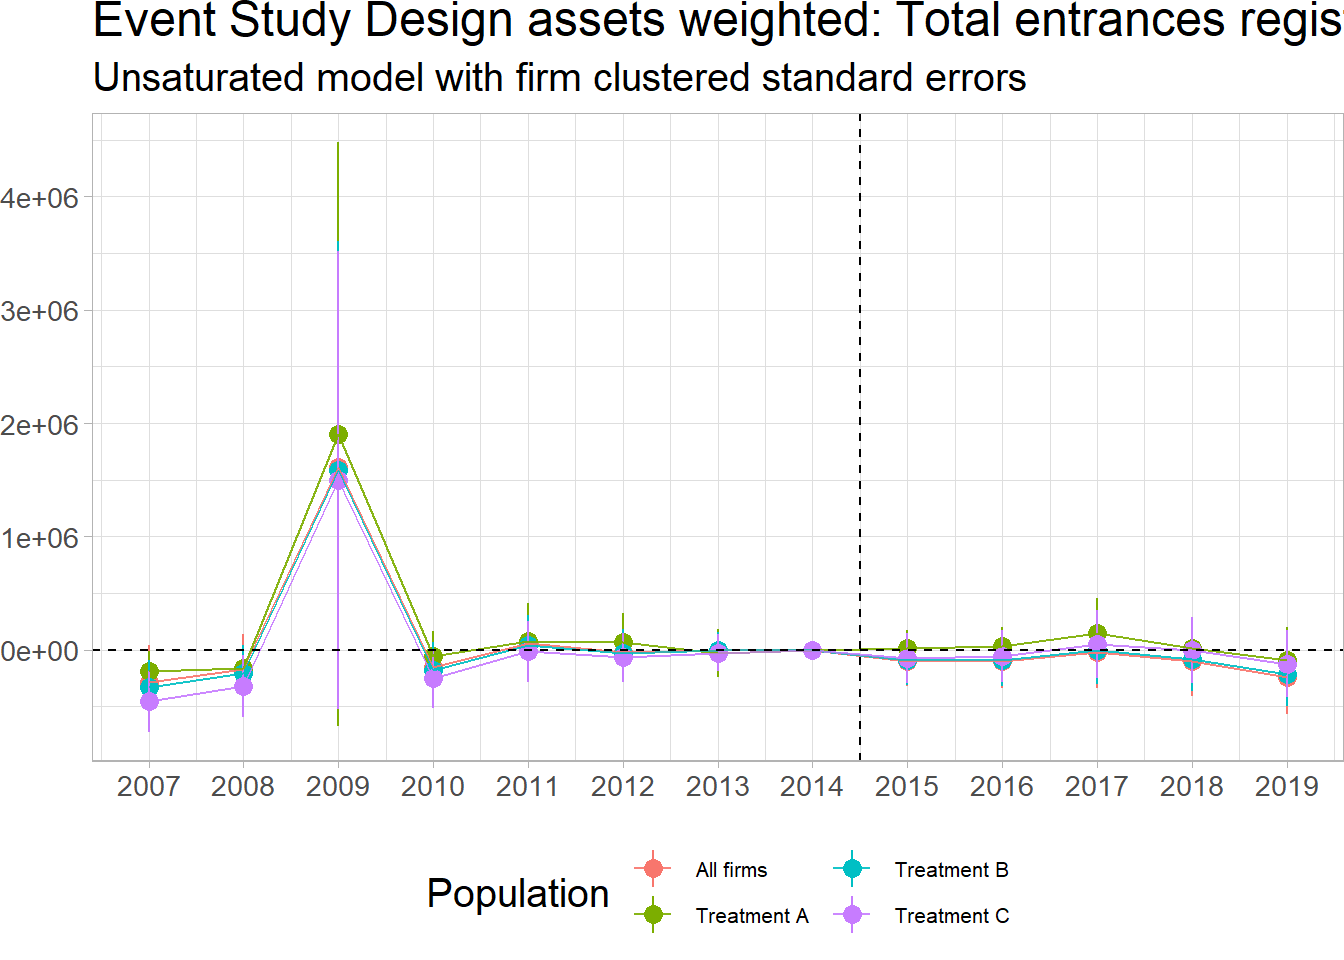 Event Study Design assets weighted: Total entrances regis
Unsaturated model with firm clustered standard errors
4e+06
3e+06
2e+06
1e+06
0e+00
2007 2008 2009 2010 2011 2012 2013 2014 2015 2016 2017 2018 2019
Population
All firms
Treatment B
Treatment A
Treatment C